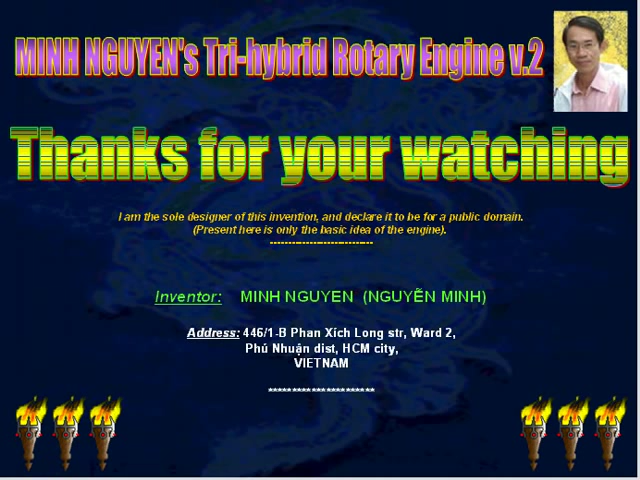 MINH NGUYEN's Tri-hybrid Rotary Engine v.2
Thanks for your watching
I am the sole designer of this invention, and declare it to be for a public domain.
(Present here is only the basic idea of the engine).
----------------------------
Inventor: MINH NGUYEN (NGUYỄN MINH)
Address: 446/1-B Phan Xích Long str, Ward 2,
Phú Nhuận dist, HCM city,
VIETNAM
**********************